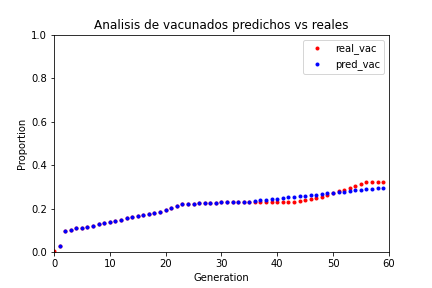 Analisis de vacunados predichos vs reales
real_vac
pred_vac
Proportion
1.0
0.8
0.6
0.4
0.2
0.0
0 10 20 30 40 50 60
Generation